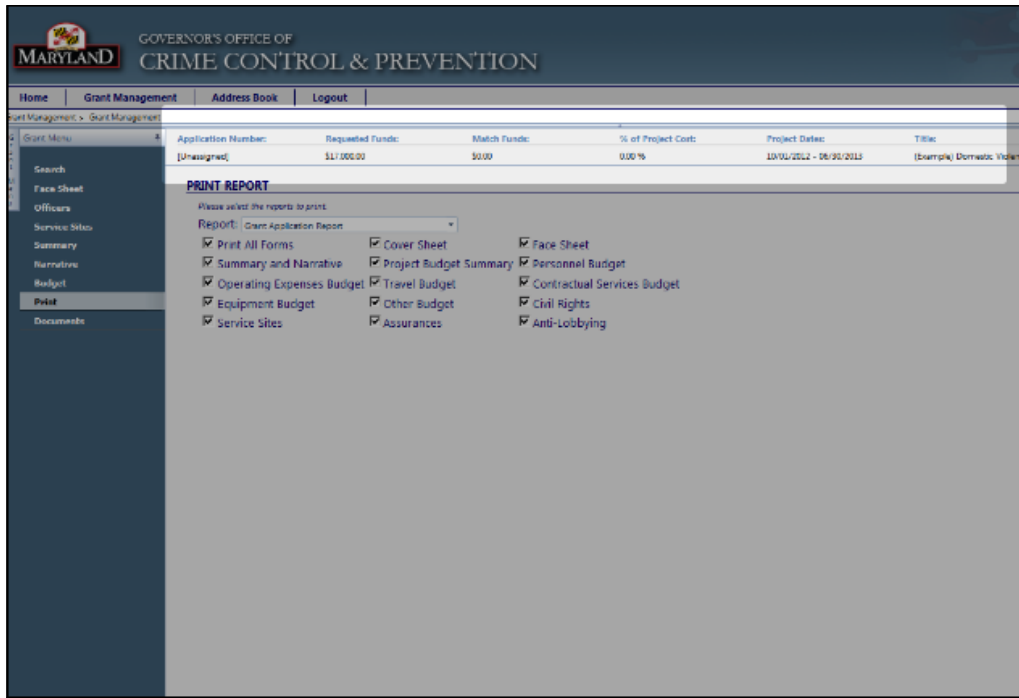 MARYLAND
GOVERNOR'S OFFICE OF
CRIME CONTROL & PREVENTION
Home Grant Management Address Book Logout
Grant Management > Grant Management
Grant Menu
Application Number: Requested Funds: Match Funds: % of Project Cost: Project Dates: Title:
[Unassigned] $17,000.00 $0.00 0.00 % 10/01/2012 - 06/30/2013 (Example) Domestic Violen
Search
PRINT REPORT
Face Sheet
Please select the reports to print.
Officers
Report: Grant Application Report
Service Sites
Print All Forms Cover Sheet Face Sheet
Summary
Summary and Narrative Project Budget Summary Personnel Budget
Narrative
Operating Expenses Budget Travel Budget Contractual Services Budget
Budget
Equipment Budget Other Budget Civil Rights
Print
Service Sites Assurances Anti-Lobbying
Documents